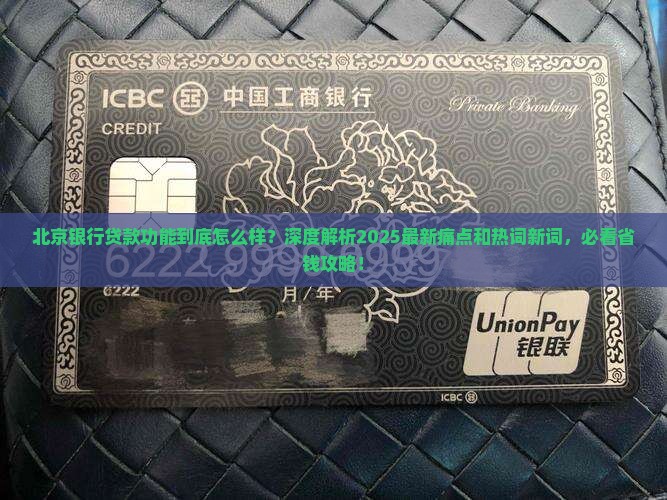 ICBC 中国工商银行
Private Banking
CREDIT
北京银行贷款功能到底怎么样？深度解析2025最新痛点和热词新词，必看省
钱攻略！
6222
月/年
UnionPay
银联
ICBC